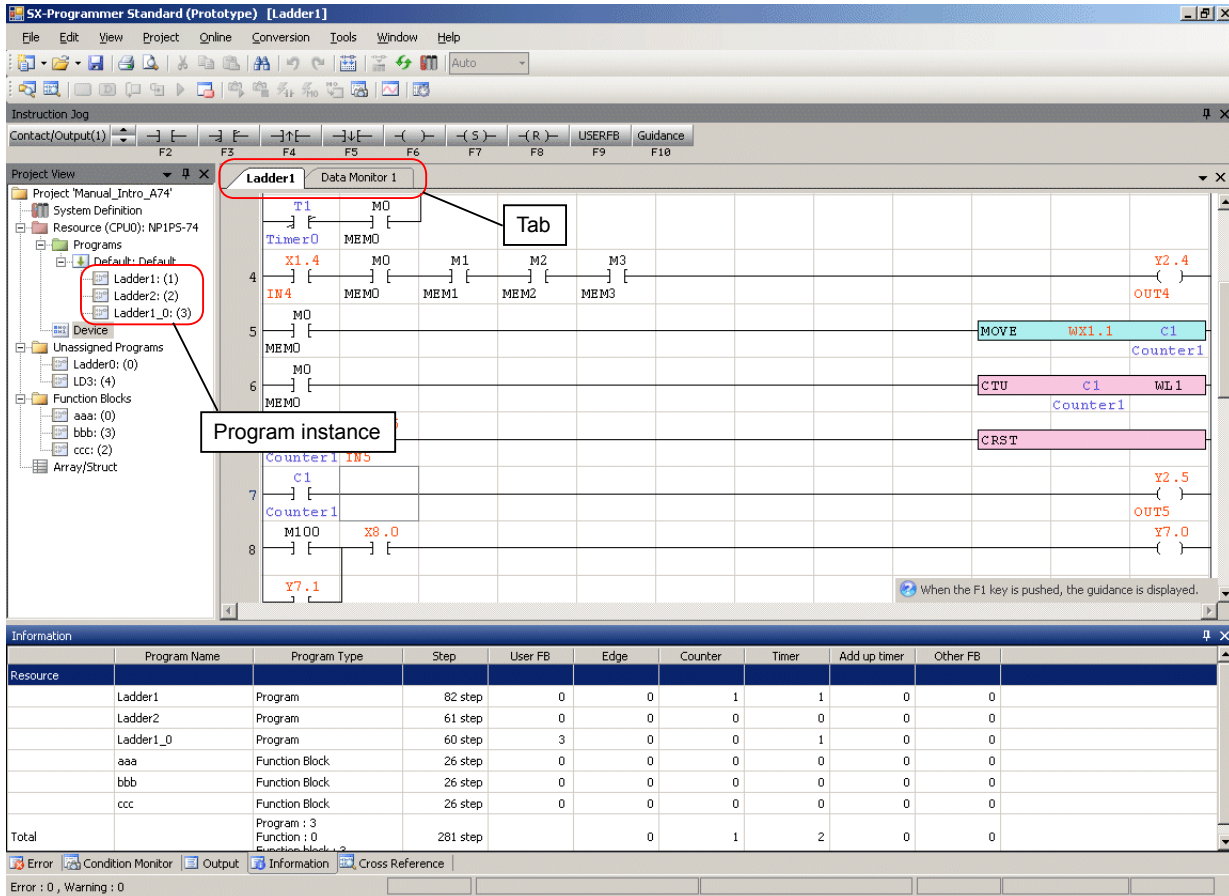 SX-Programmer Standard (Prototype) [Ladder1]
File Edit View Project Online Conversion Tools Window Help
Auto
Instruction Jog
Contact/Output(1) ( ) (S) (R) USERFB Guidance
F2 F3 F4 F5 F6 F7 F8 F9 F10
Project View
Project 'Manual_Intro_A74'
System Definition
Resource (CPU0): NP1PS-74
Programs
Default: Default
Ladder1: (1)
Ladder2: (2)
Ladder1_0: (3)
Device
Unassigned Programs
Ladder0: (0)
LD3: (4)
Function Blocks
aaa: (0)
bbb: (3)
ccc: (2)
Array/Struct
Program instance
Ladder1 Data Monitor 1
Tab
T1 M0
Timer0 MEM0
X1.4 M0 M1 M2 M3 Y2.4
4
IN4 MEM0 MEM1 MEM2 MEM3 OUT4
M0
5 MOVE WX1.1 C1
MEM0 Counter1
M0
6 CTU C1 WL1
MEM0 Counter1
CRST
Counter1 IN5
C1 Y2.5
7
Counter1 OUT5
M100 X8.0 Y7.0
8
Y7.1
When the F1 key is pushed, the guidance is displayed.
Information
Program Name Program Type Step User FB Edge Counter Timer Add up timer Other FB
Resource
Ladder1 Program 82 step 0 0 1 1 0 0
Ladder2 Program 61 step 0 0 0 0 0 0
Ladder1_0 Program 60 step 3 0 0 1 0 0
aaa Function Block 26 step 0 0 0 0 0 0
bbb Function Block 26 step 0 0 0 0 0 0
ccc Function Block 26 step 0 0 0 0 0 0
Program : 3
Total Function : 0 281 step 0 1 2 0 0
Function block : 3
Error Condition Monitor Output Information Cross Reference
Error : 0 , Warning : 0